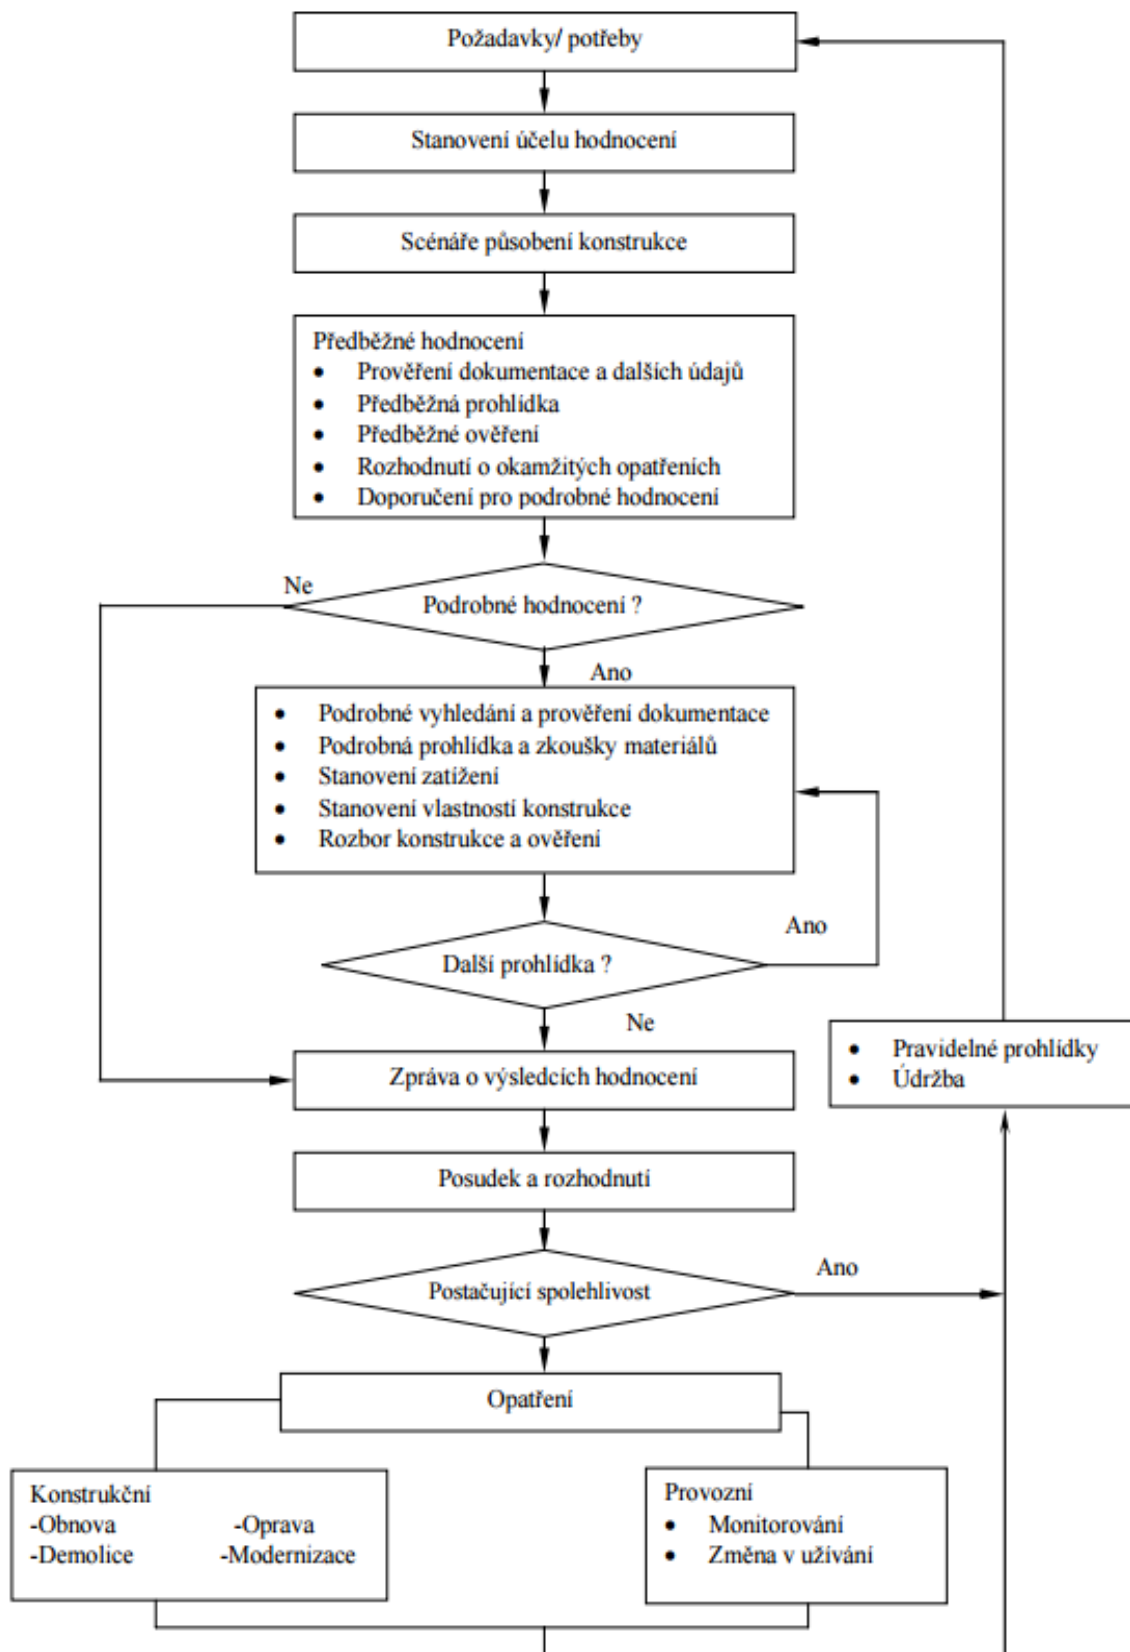 Požadavky/ potřeby
Stanovení účelu hodnocení
Scénáře působení konstrukce
Předběžné hodnocení
• Prověření dokumentace a dalších údajů
• Předběžná prohlídka
• Předběžné ověření
• Rozhodnutí o okamžitých opatřeních
• Doporučení pro podrobné hodnocení
Ne
Podrobné hodnocení ?
Ano
• Podrobné vyhledání a prověření dokumentace
• Podrobná prohlídka a zkoušky materiálů
• Stanovení zatížení
• Stanovení vlastností konstrukce
• Rozbor konstrukce a ověření
Ano
Další prohlídka ?
Ne
• Pravidelné prohlídky
• Údržba
Zpráva o výsledcích hodnocení
Posudek a rozhodnutí
Ano
Postačující spolehlivost
Opatření
Konstrukční
-Obnova -Oprava
-Demolice -Modernizace
Provozní
• Monitorování
• Změna v užívání